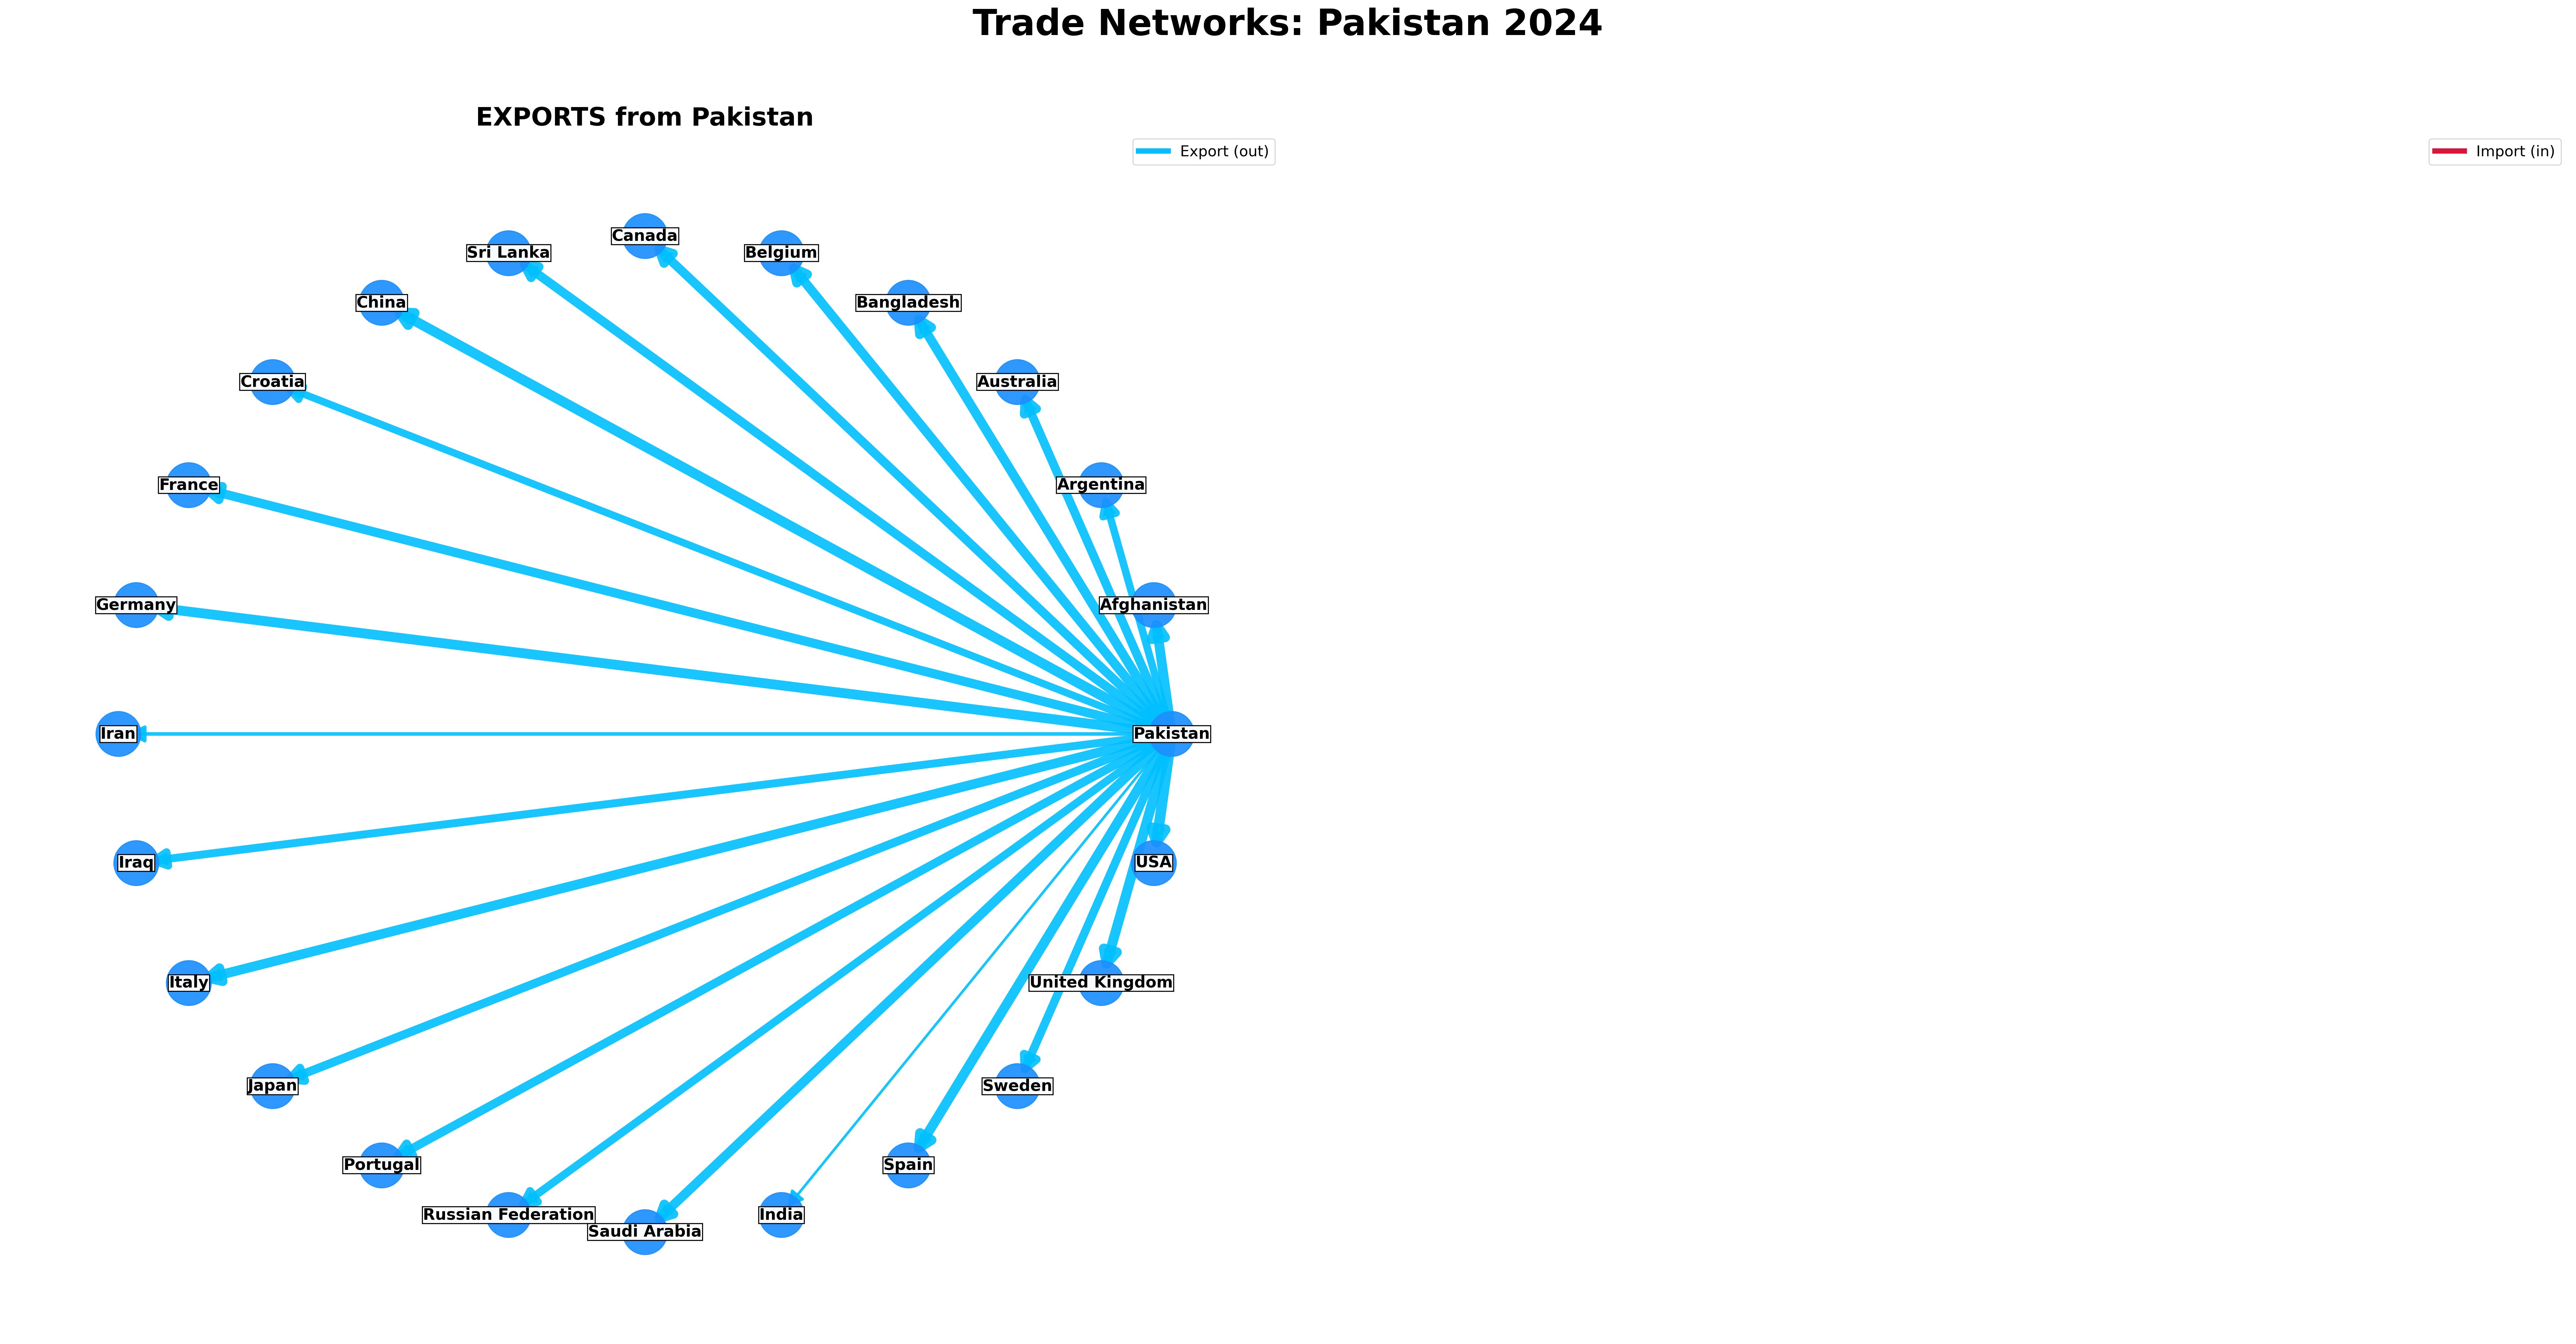 Trade Networks: Pakistan 2024
EXPORTS from Pakistan
Export (out)
Import (in)
Canada
Sri Lanka
Belgium
China
Bangladesh
Croatia
Australia
France
Argentina
Germany
Afghanistan
Iran
Pakistan
Iraq
USA
Italy
United Kingdom
Japan
Sweden
Portugal
Spain
Russian Federation
India
Saudi Arabia